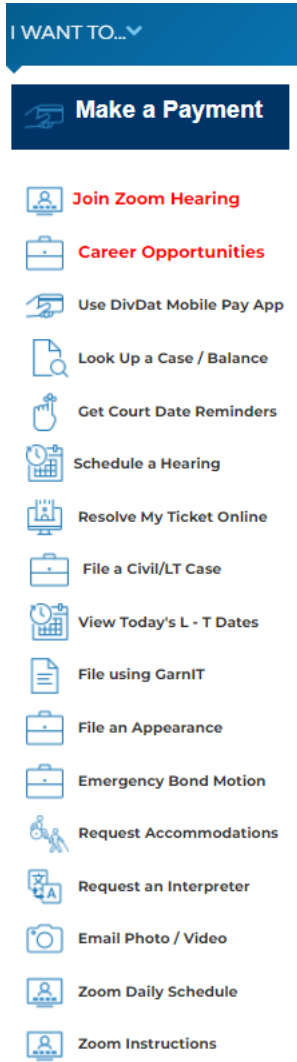 I WANT TO...
Make a Payment
Join Zoom Hearing
Career Opportunities
Use DivDat Mobile Pay App
Look Up a Case / Balance
Get Court Date Reminders
Schedule a Hearing
Resolve My Ticket Online
File a Civil/LT Case
View Today's L - T Dates
File using GarnIT
File an Appearance
Emergency Bond Motion
Request Accommodations
Request an Interpreter
Email Photo / Video
Zoom Daily Schedule
Zoom Instructions